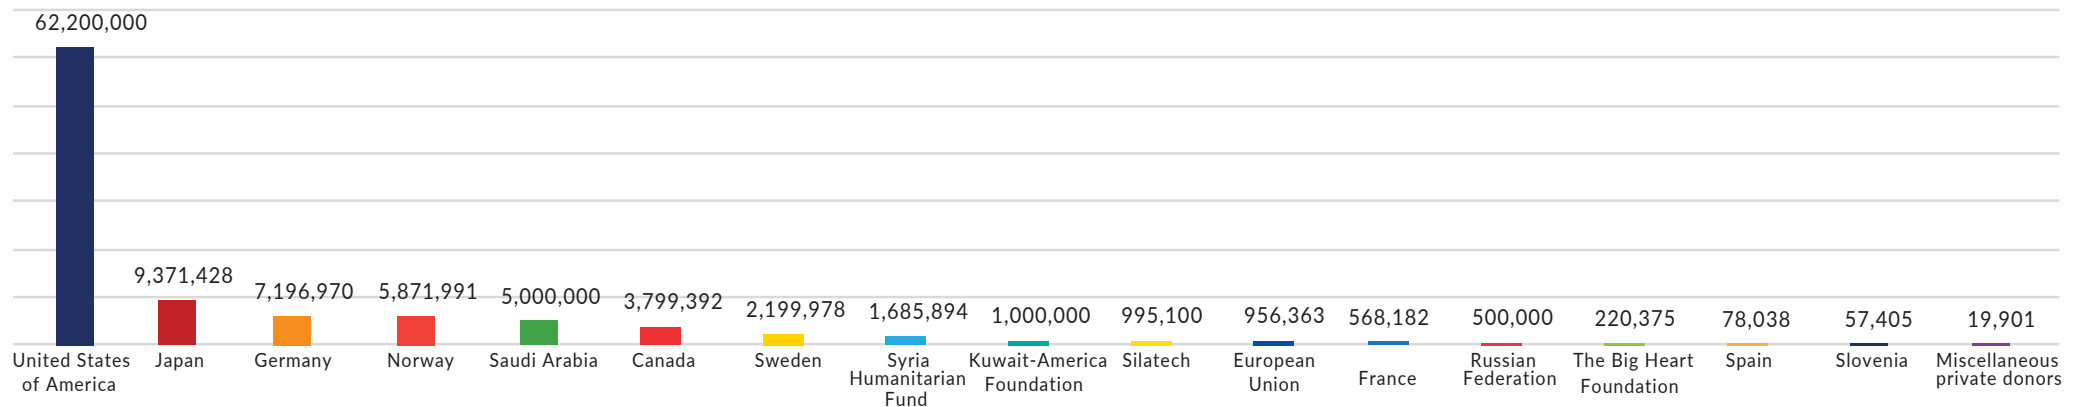 62,200,000
9,371,428
7,196,970
5,871,991
5,000,000
3,799,392
2,199,978
1,685,894
1,000,000
995,100
956,363
568,182
500,000
220,375
78,038
57,405
19,901
United States
of America
Japan
Germany
Norway
Saudi Arabia
Canada
Sweden
Syria
Humanitarian
Fund
Kuwait-America
Foundation
Silatech
European
Union
France
Russian
Federation
The Big Heart
Foundation
Spain
Slovenia
Miscellaneous
private donors